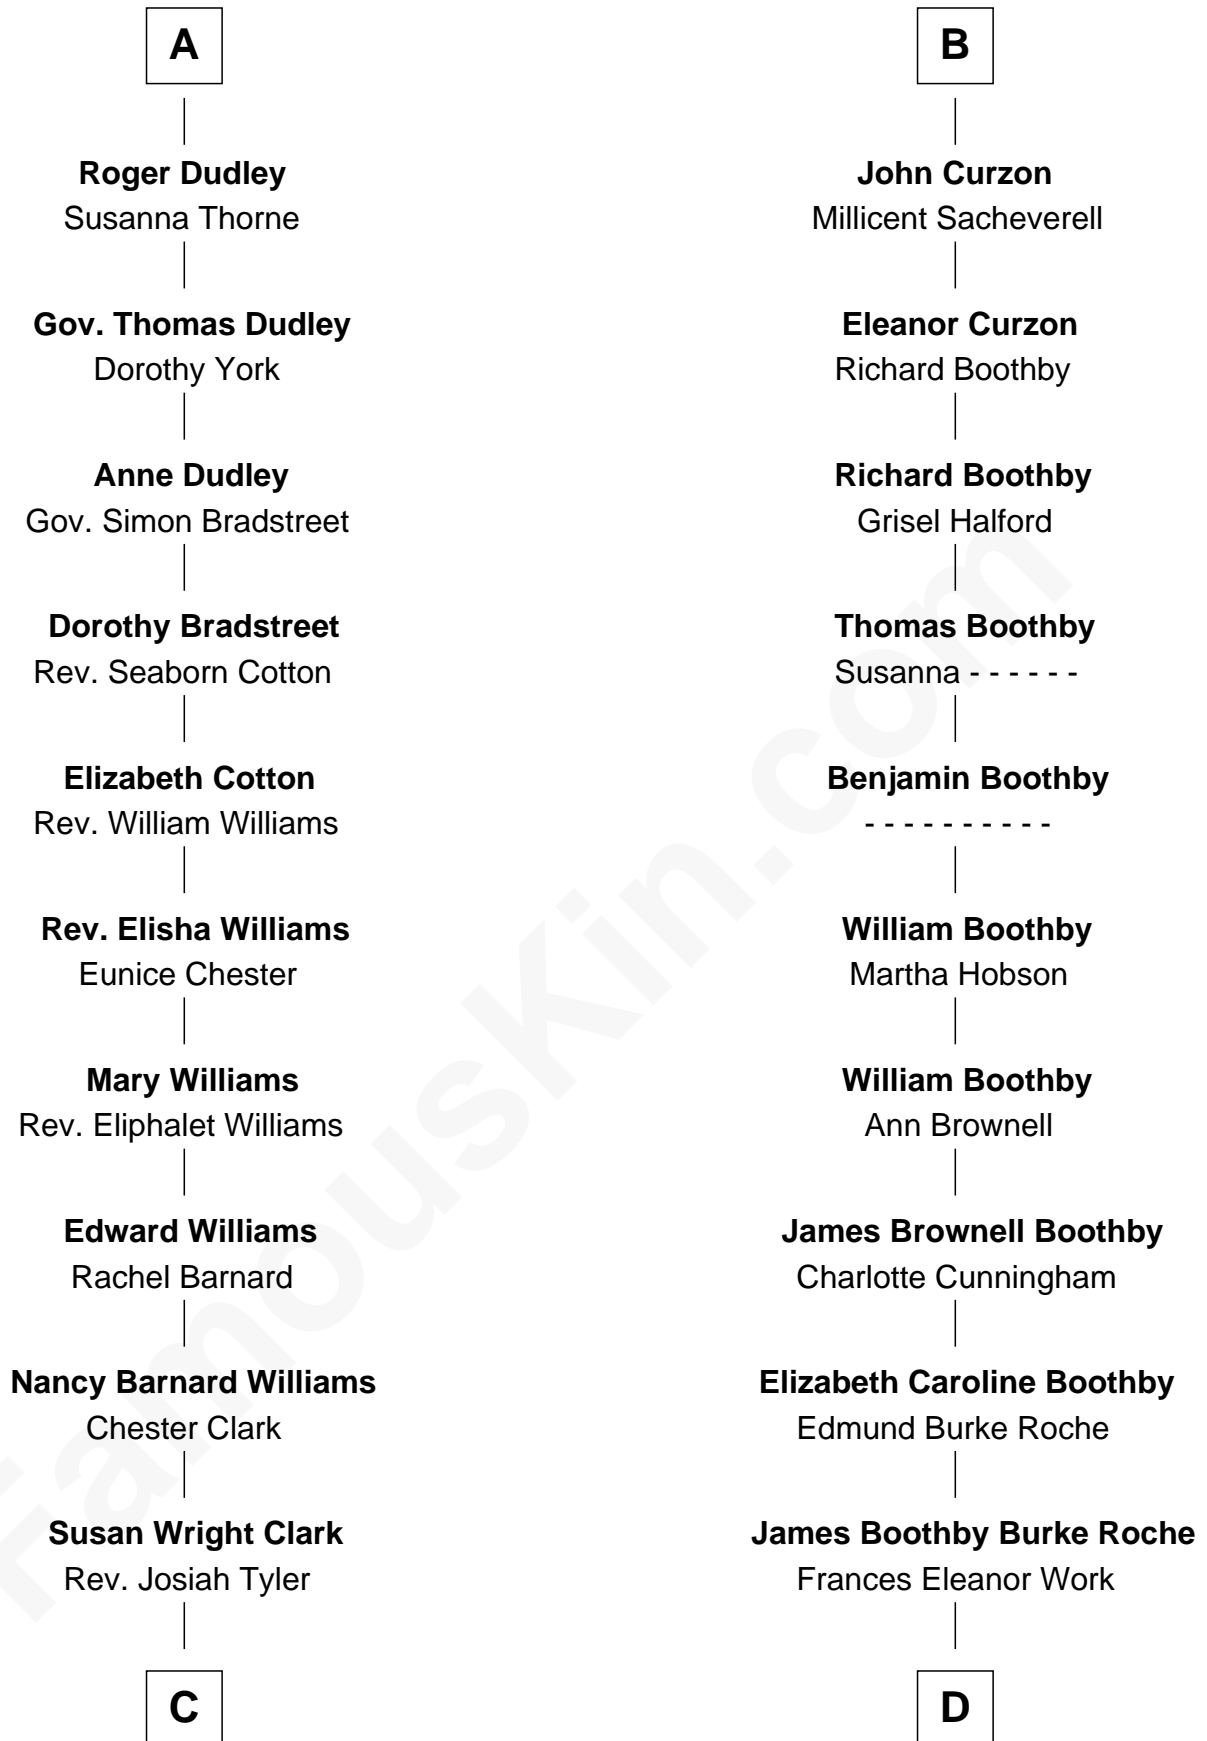 A
Roger Dudley
Susanna Thorne
Gov. Thomas Dudley
Dorothy York
Anne Dudley
Gov. Simon Bradstreet
Dorothy Bradstreet
Rev. Seaborn Cotton
Elizabeth Cotton
Rev. William Williams
Rev. Elisha Williams
Eunice Chester
Mary Williams
Rev. Eliphalet Williams
Edward Williams
Rachel Barnard
Nancy Barnard Williams
Chester Clark
Susan Wright Clark
Rev. Josiah Tyler
C
B
John Curzon
Millicent Sacheverell
Eleanor Curzon
Richard Boothby
Richard Boothby
Grisel Halford
Thomas Boothby
Susanna - - - - - -
Benjamin Boothby
- - - - - - - - - -
William Boothby
Martha Hobson
William Boothby
Ann Brownell
James Brownell Boothby
Charlotte Cunningham
Elizabeth Caroline Boothby
Edmund Burke Roche
James Boothby Burke Roche
Frances Eleanor Work
D
FamousKin.com